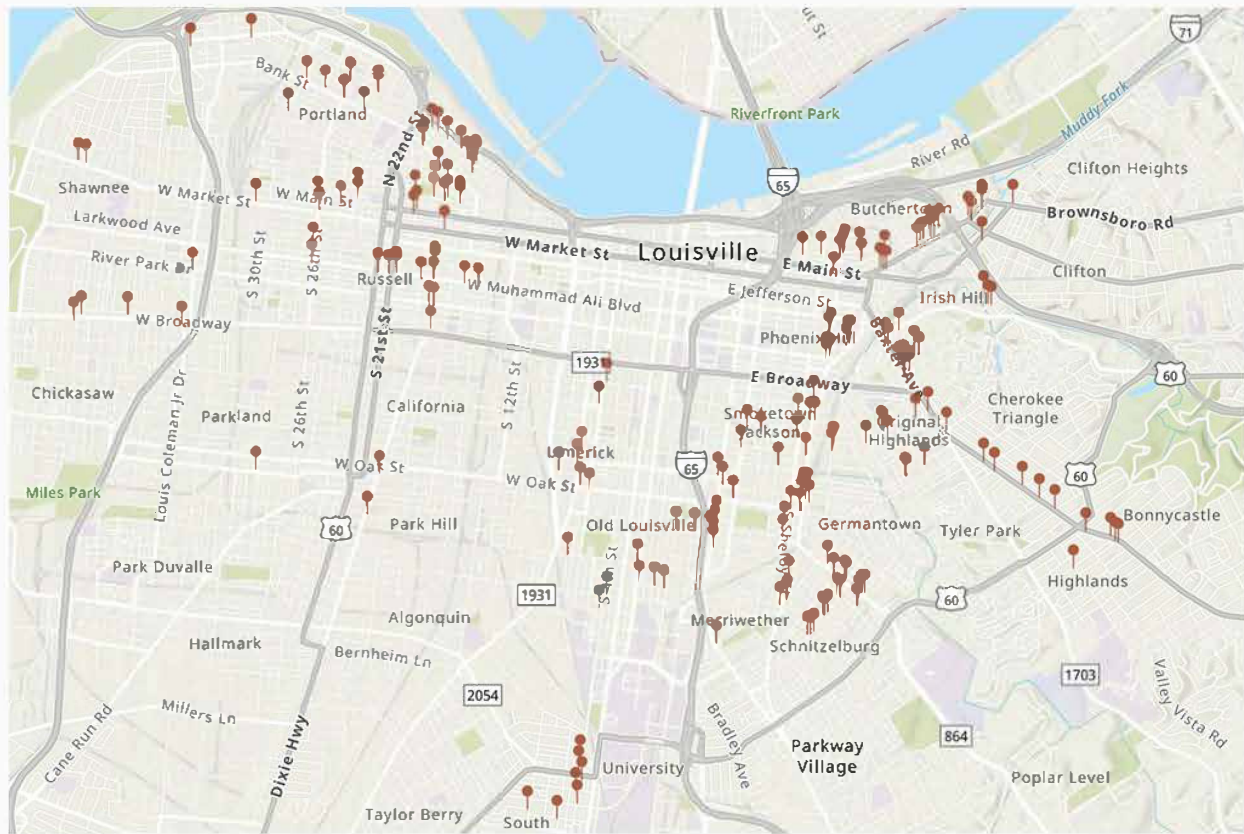 71
Bank St
Portland
Riverfront Park
Muddy Fork
River Rd
N 22nd St
65
Clifton Heights
Shawnee
W Market St
W Main St
Butchertown
Brownsboro Rd
Larkwood Ave
W Market St
Louisville
River Park Dr
S 30th St
S 26th St
Russell
E Main St
Clifton
W Muhammad Ali Blvd
E Jefferson St
Irish Hill
W Broadway
S 21st St
Baxter Ave
1931
E Broadway
60
Chickasaw
Louis Coleman Jr Dr
Parkland
S 26th St
California
S 12th St
Smoketown
Jackson
Original
Highlands
Cherokee
Triangle
Limerick
W Oak St
65
60
Miles Park
W Oak St
60
Park Hill
Old Louisville
S Shelby
Germantown
Tyler Park
Bonnycastle
Park Duvalle
1931
Highlands
60
Algonquin
Merriwether
Hallmark
Bernheim Ln
Schnitzelburg
2054
1703
Millers Ln
Valley Vista Rd
Cane Run Rd
Dixie Hwy
Bradley Ave
864
Parkway
Village
University
Poplar Level
Taylor Berry
South